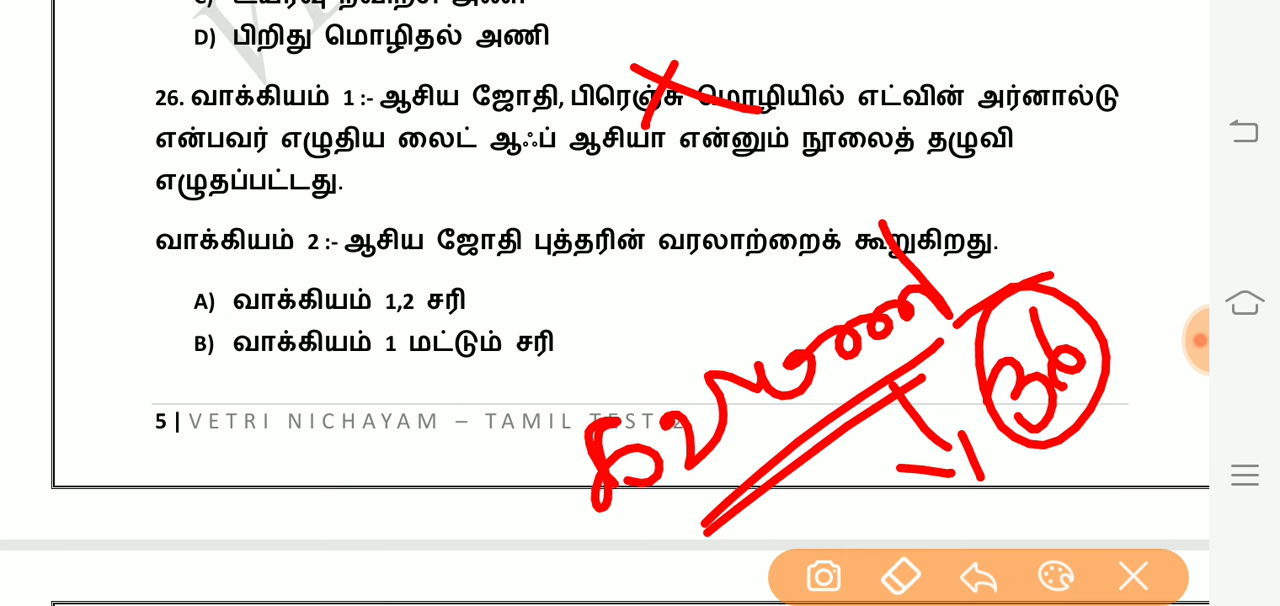 D) பிறிது மொழிதல் அணி
26. வாக்கியம் 1 :- ஆசிய ஜோதி, பிரெஞ்சு மொழியில் எட்வின் அர்னால்டு
என்பவர் எழுதிய லைட் ஆஃப் ஆசியா என்னும் நூலைத் தழுவி
எழுதப்பட்டது.
வாக்கியம் 2 :- ஆசிய ஜோதி புத்தரின் வரலாற்றைக் கூறுகிறது.
A) வாக்கியம் 1,2 சரி
B) வாக்கியம் 1 மட்டும் சரி
36
5 | VETRI NICHAYAM – TAMIL TEST 2